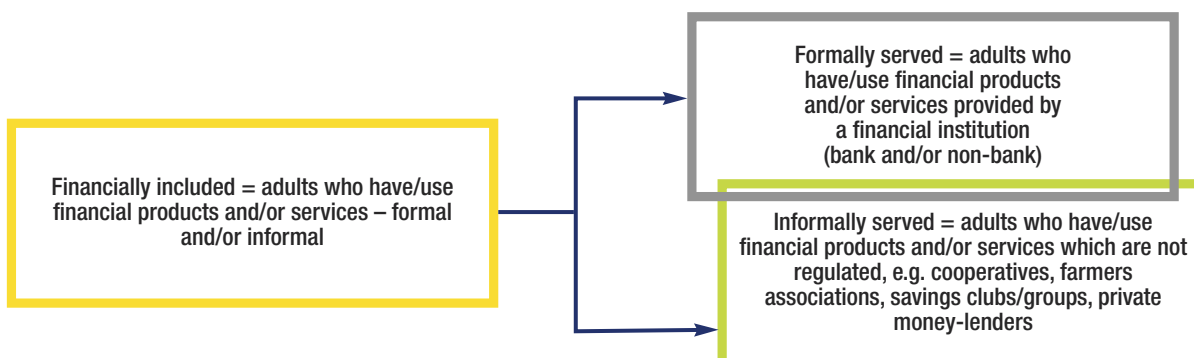 Financially included = adults who have/use
financial products and/or services – formal
and/or informal
Formally served = adults who
have/use financial products
and/or services provided by
a financial institution
(bank and/or non-bank)
Informally served = adults who have/use
financial products and/or services which are not
regulated, e.g. cooperatives, farmers
associations, savings clubs/groups, private
money-lenders